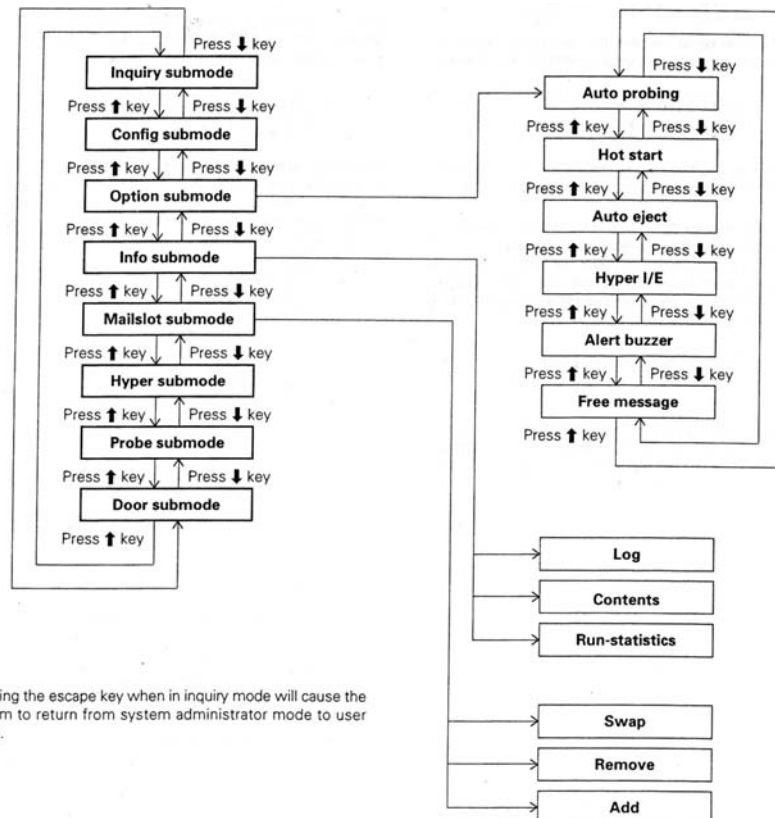 Press ⬇ key
Inquiry submode
Press ⬆ key Press ⬇ key
Config submode
Press ⬆ key Press ⬇ key
Option submode
Press ⬆ key Press ⬇ key
Info submode
Press ⬆ key Press ⬇ key
Mailslot submode
Press ⬆ key Press ⬇ key
Hyper submode
Press ⬆ key Press ⬇ key
Probe submode
Press ⬆ key Press ⬇ key
Door submode
Press ⬆ key
Press ⬇ key
Auto probing
Press ⬆ key Press ⬇ key
Hot start
Press ⬆ key Press ⬇ key
Auto eject
Press ⬆ key Press ⬇ key
Hyper I/E
Press ⬆ key Press ⬇ key
Alert buzzer
Press ⬆ key Press ⬇ key
Free message
Press ⬆ key
Log
Contents
Run-statistics
Swap
Remove
Add
ing the escape key when in inquiry mode will cause the
m to return from system administrator mode to user
.